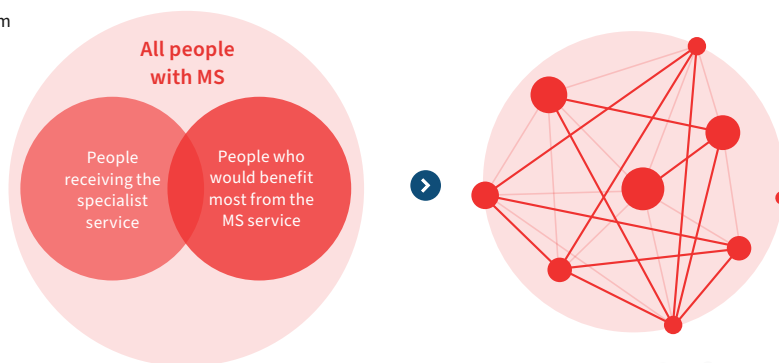 m
All people
with MS
People
receiving the
specialist
service
People who
would benefit
most from the
MS service